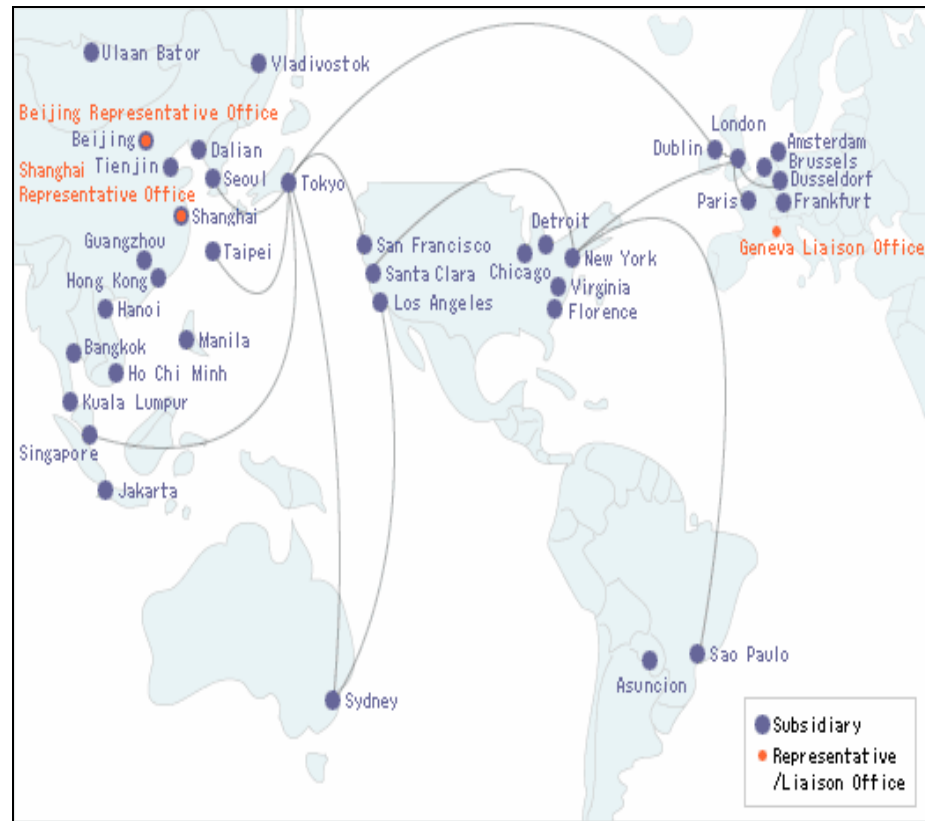 Ulaan Bator
Vladivostok
Beijing Representative Office
Beijing
Dalian
Tienjin
Shanghai
Representative Office
Seoul
Tokyo
Shanghai
Guangzhou
Taipei
Hong Kong
Hanoi
Manila
Bangkok
Ho Chi Minh
Kuala Lumpur
Singapore
Jakarta
Sydney
San Francisco
Santa Clara
Los Angeles
Detroit
Chicago
New York
Virginia
Florence
London
Dublin
Amsterdam
Brussels
Dusseldorf
Paris
Frankfurt
Geneva Liaison Office
Sao Paulo
Asuncion
Subsidiary
Representative
/Liaison Office